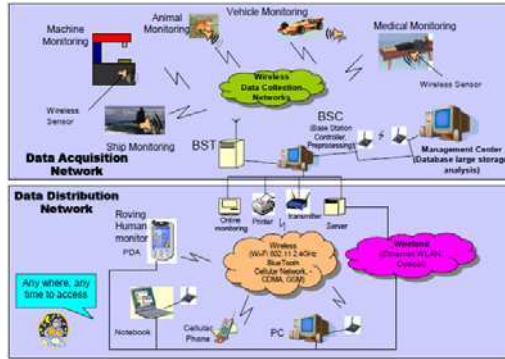 Machine
Monitoring
Animal
Monitoring
Vehicle Monitoring
Medical
Monitoring
Wireless
Data Collection
Networks
Wireless Sensor
Wireless
Sensor
Ship Monitoring
BST
BSC
(Base Station
Controller,
Preprocessing)
Management Center
(Database large storage,
analysis)
Data Acquisition
Network
Data Distribution
Network
Roving
Human
monitor
PDA
Online
monitoring
Printer
transmitter
Server
Wireless
(Wi-Fi 802.11 2.4GHz
BlueTooth
Cellular Network, -
CDMA, GSM)
Wireland
(Ethernet WLAN,
Optical)
Any where, any
time to access
Notebook
Cellular
Phone
PC